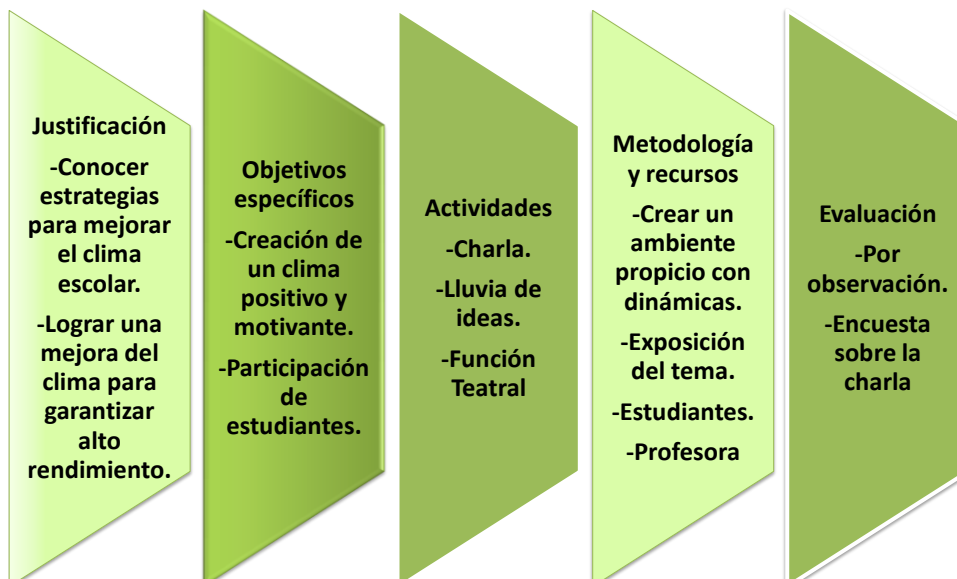 Justificación
-Conocer
estrategias
para mejorar
el clima
escolar.
-Lograr una
mejora del
clima para
garantizar
alto
rendimiento.
Objetivos
específicos
-Creación de
un clima
positivo y
motivante.
-Participación
de
estudiantes.
Actividades
-Charla.
-Lluvia de
ideas.
-Función
Teatral
Metodología
y recursos
-Crear un
ambiente
propicio con
dinámicas.
-Exposición
del tema.
-Estudiantes.
-Profesora
Evaluación
-Por
observación.
-Encuesta
sobre la
charla